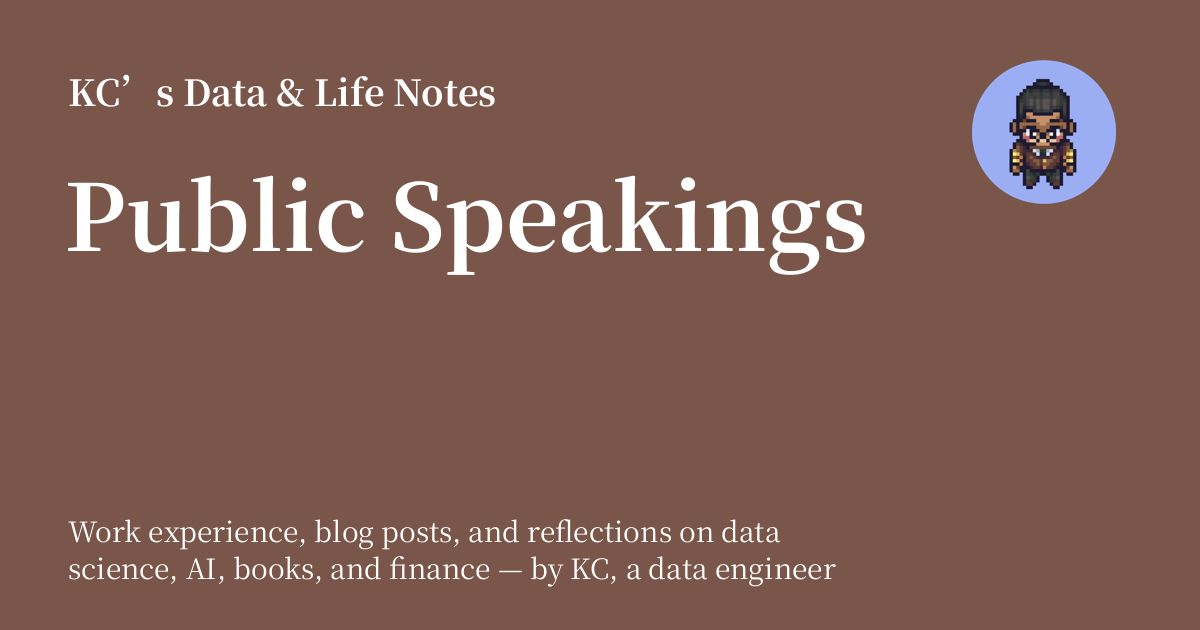 KC’s Data & Life Notes
Public Speakings
Work experience, blog posts, and reflections on data
science, AI, books, and finance — by KC, a data engineer